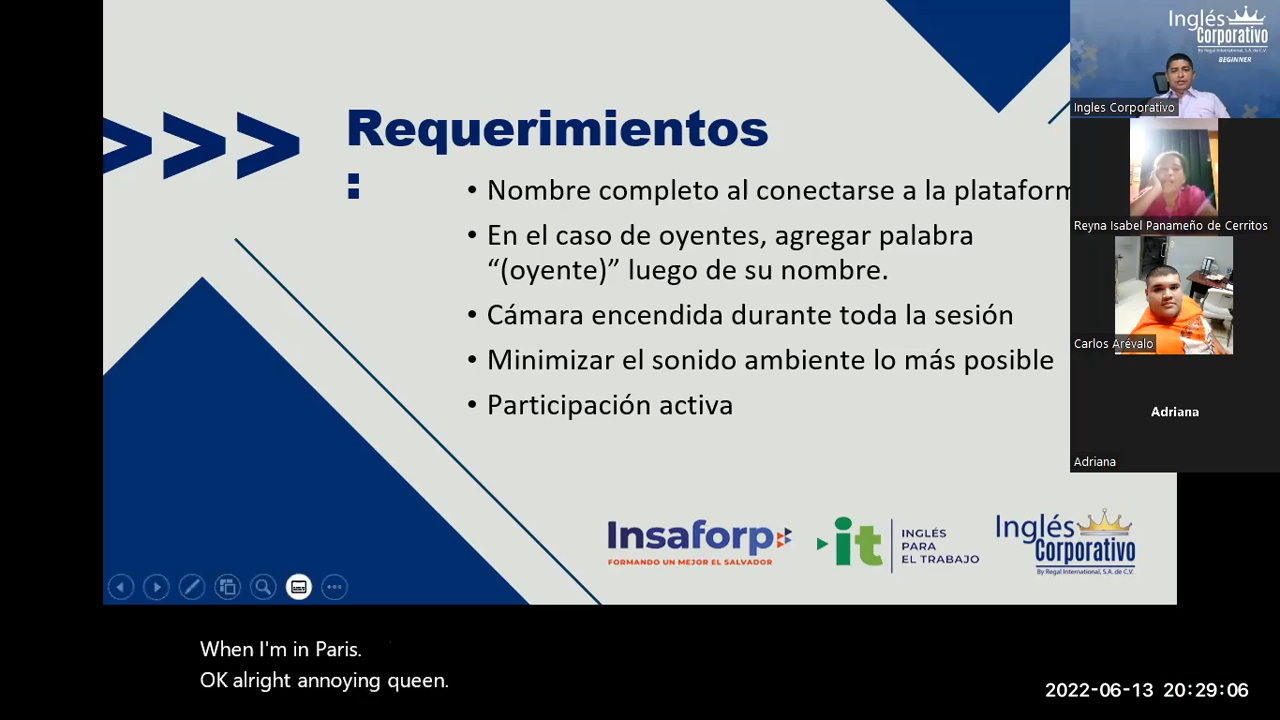 Requerimientos
:
• Nombre completo al conectarse a la plataform
• En el caso de oyentes, agregar palabra
“(oyente)” luego de su nombre.
• Cámara encendida durante toda la sesión
• Minimizar el sonido ambiente lo más posible
• Participación activa
Insaforp
FORMANDO UN MEJOR EL SALVADOR
it
INGLÉS
PARA
EL TRABAJO
Inglés
Corporativo
By Regal International, S.A. de C.V.
Inglés
Corporativo
By Regal International, S.A. de C.V.
BEGINNER
Ingles Corporativo
Reyna Isabel Panameño de Cerritos
Carlos Arévalo
Adriana
Adriana
When I'm in Paris.
OK alright annoying queen.
2022-06-13 20:29:06